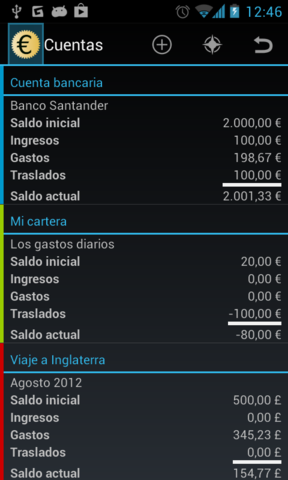 12:46
Cuentas
Cuenta bancaria
Banco Santander
Saldo inicial 2.000,00 €
Ingresos 100,00 €
Gastos 198,67 €
Traslados 100,00 €
Saldo actual 2.001,33 €
Mi cartera
Los gastos diarios
Saldo inicial 20,00 €
Ingresos 0,00 €
Gastos 0,00 €
Traslados -100,00 €
Saldo actual -80,00 €
Viaje a Inglaterra
Agosto 2012
Saldo inicial 500,00 £
Ingresos 0,00 £
Gastos 345,23 £
Traslados 0,00 £
Saldo actual 154,77 £